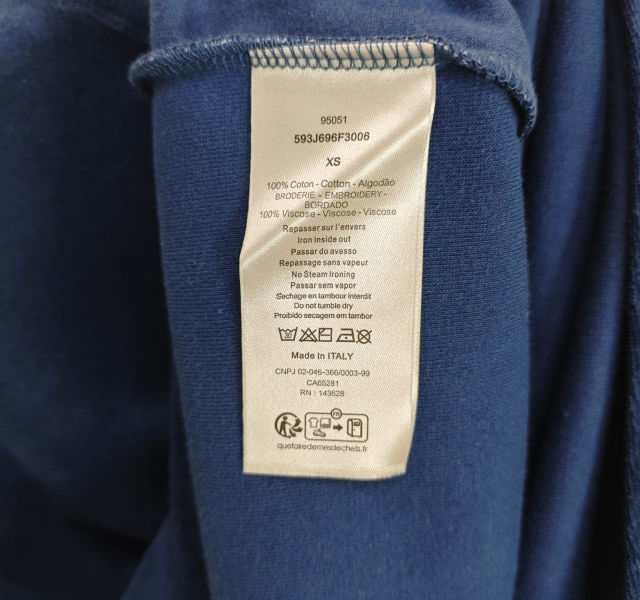 95051
593J696F3006
XS
100% Coton - Cotton - Algodão
BRODERIE - EMBROIDERY -
BORDADO
100% Viscose - Viscose - Viscose
Repasser sur l'envers
Iron inside out
Passar do avesso
Repassage sans vapeur
No Steam Ironing
Passar sem vapor
Sechage en tambour interdit
Do not tumble dry
Proibido secagem em tambor
30
Made In ITALY
CNPJ 02-046-366/0003-99
CA65281
RN : 143628
FR
quefairedemesdechets.fr